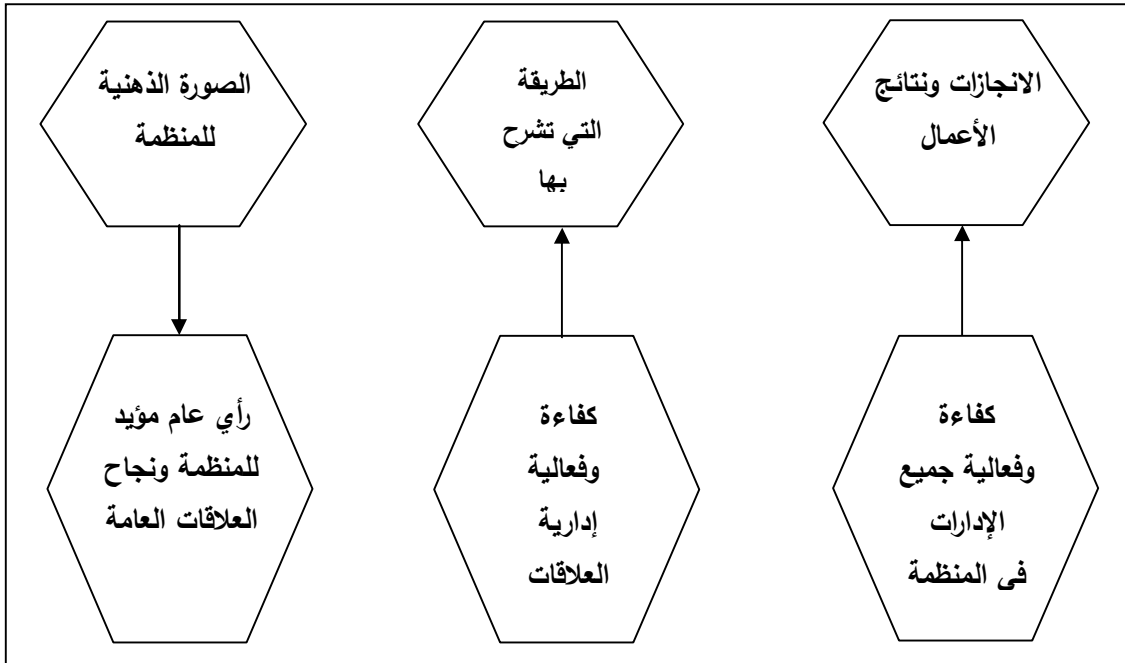 الانجازات ونتائج
الأعمال
الطريقة
التي تشرح
بها
الصورة الذهنية
للمنظمة
كفاءة
وفعالية جميع
الإدارات
في المنظمة
كفاءة
وفعالية
إدارية
العلاقات
رأي عام مؤيد
للمنظمة ونجاح
العلاقات العامة